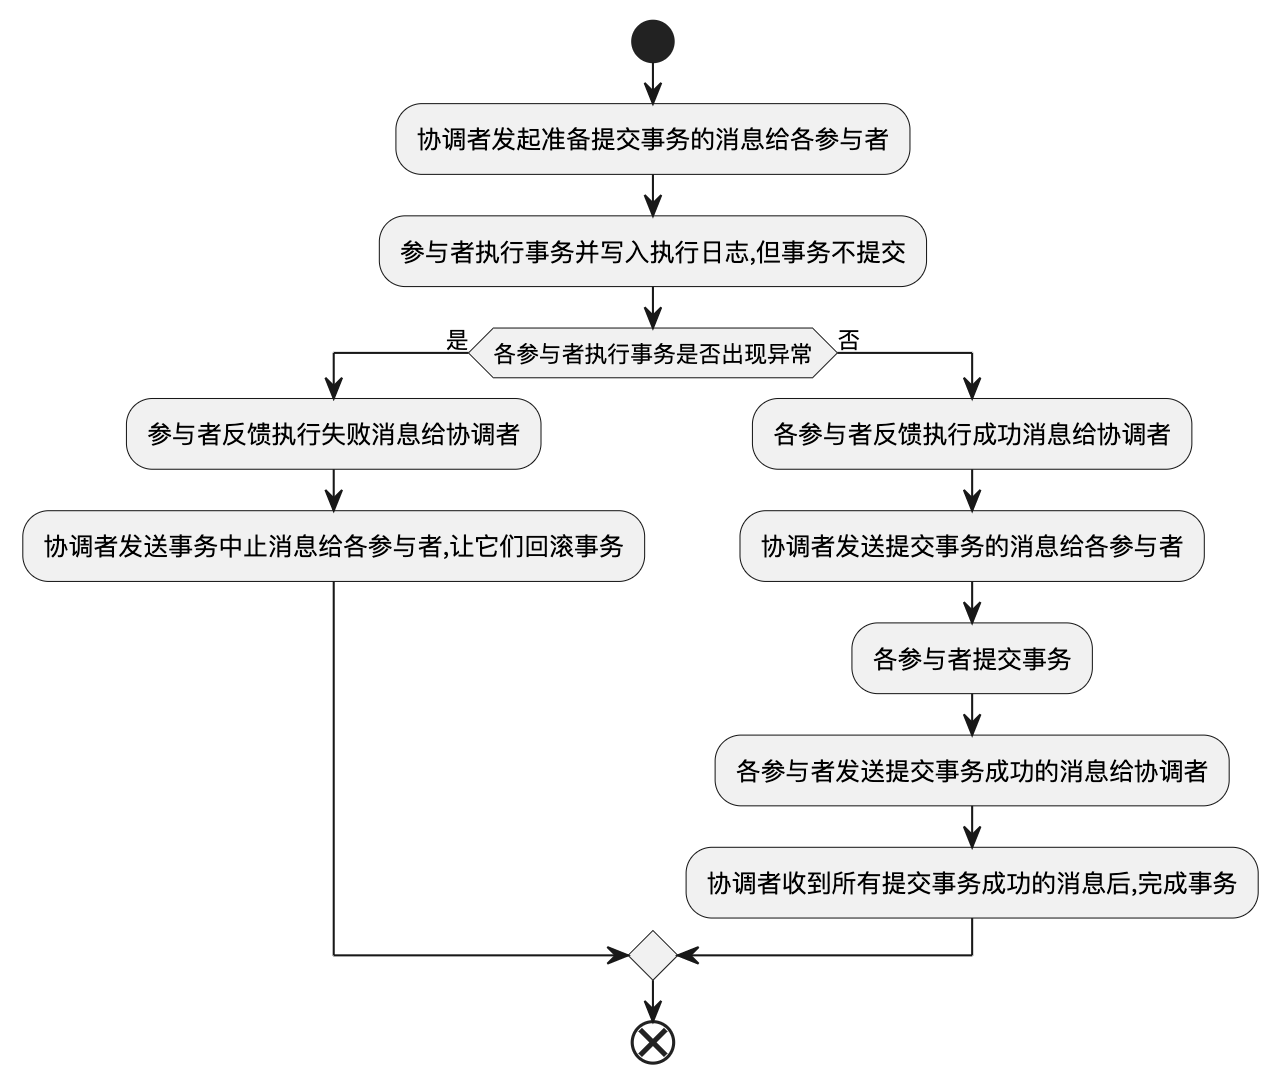 协调者发起准备提交事务的消息给各参与者
参与者执行事务并写入执行日志,但事务不提交
是
各参与者执行事务是否出现异常
否
参与者反馈执行失败消息给协调者
各参与者反馈执行成功消息给协调者
协调者发送事务中止消息给各参与者,让它们回滚事务
协调者发送提交事务的消息给各参与者
各参与者提交事务
各参与者发送提交事务成功的消息给协调者
协调者收到所有提交事务成功的消息后,完成事务